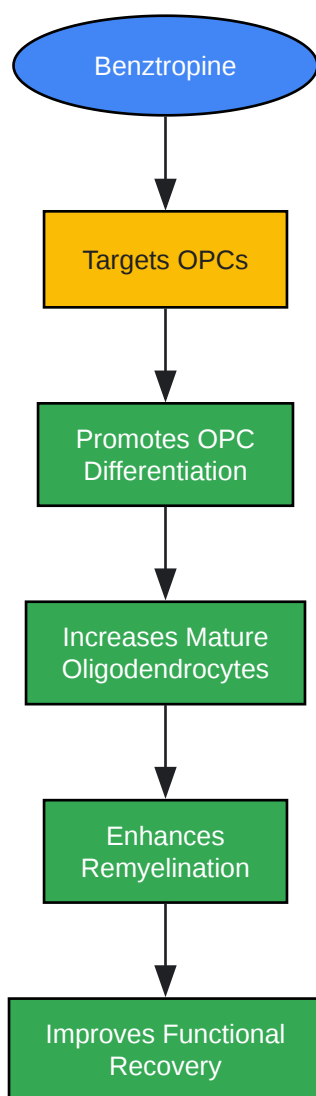 Benztropine
Targets OPCs
Promotes OPC
Differentiation
Increases Mature
Oligodendrocytes
Enhances
Remyelination
Improves Functional
Recovery